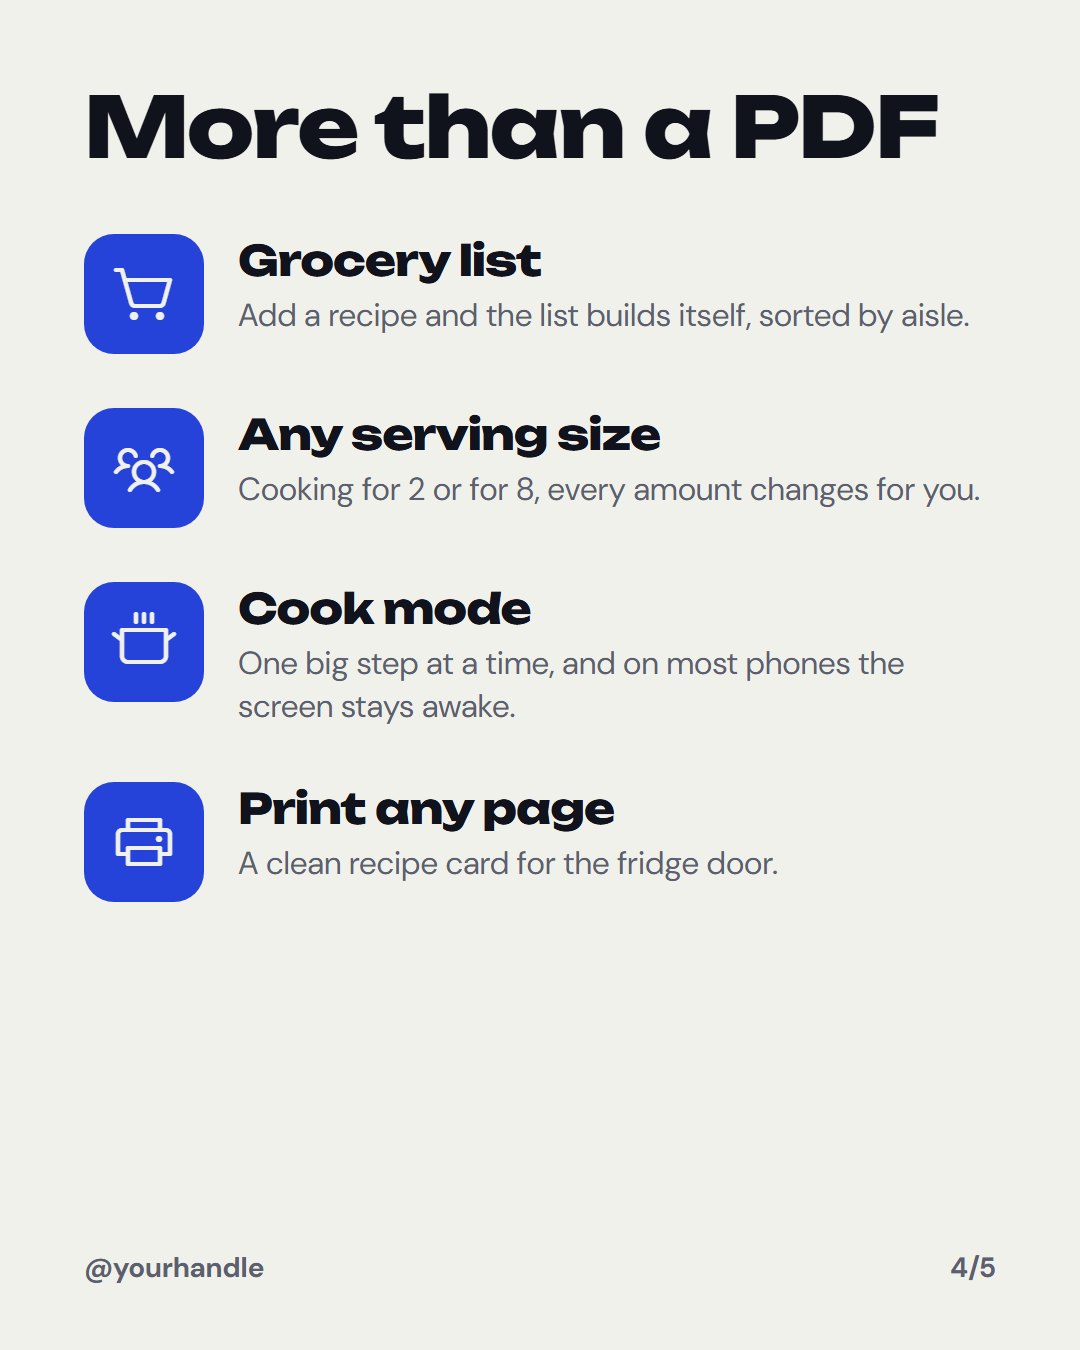 More than a PDF
Grocery list
Add a recipe and the list builds itself, sorted by aisle.
Any serving size
Cooking for 2 or for 8, every amount changes for you.
Cook mode
One big step at a time, and on most phones the
screen stays awake.
Print any page
A clean recipe card for the fridge door.
@yourhandle
4/5